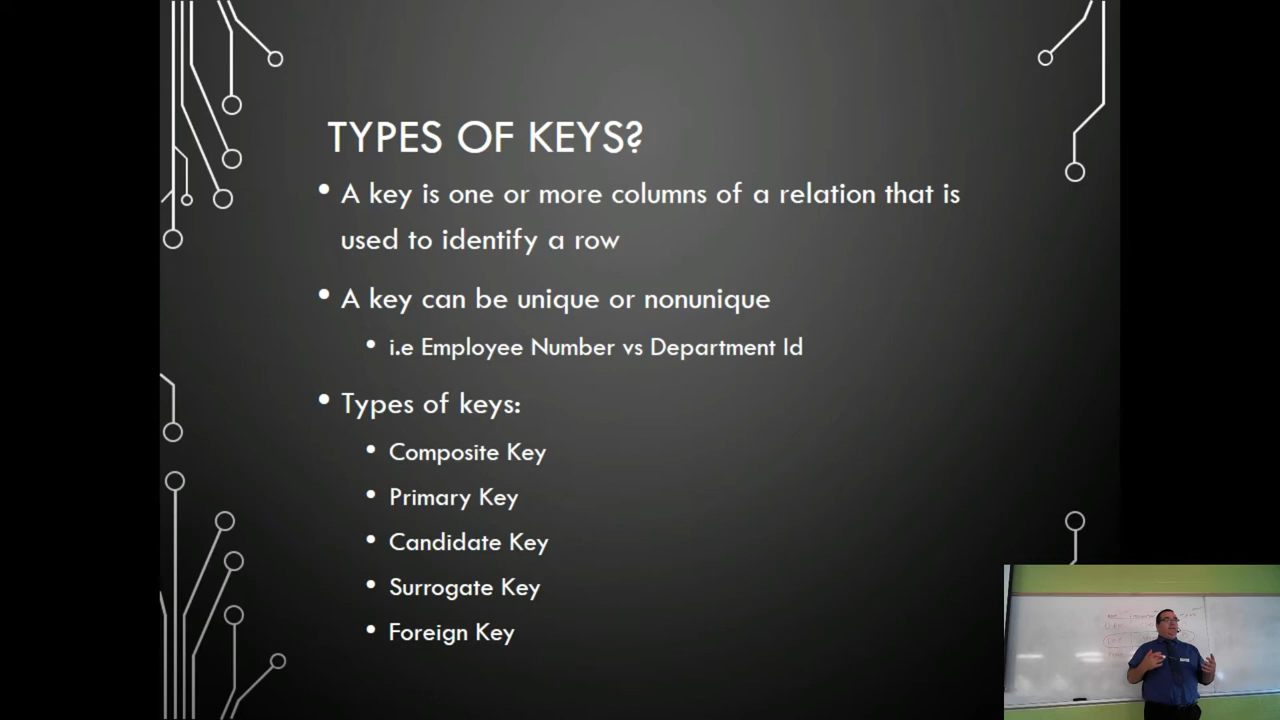 TYPES OF KEYS?
• A key is one or more columns of a relation that is
used to identify a row
• A key can be unique or nonunique
• i.e Employee Number vs Department Id
• Types of keys:
• Composite Key
• Primary Key
• Candidate Key
• Surrogate Key
• Foreign Key